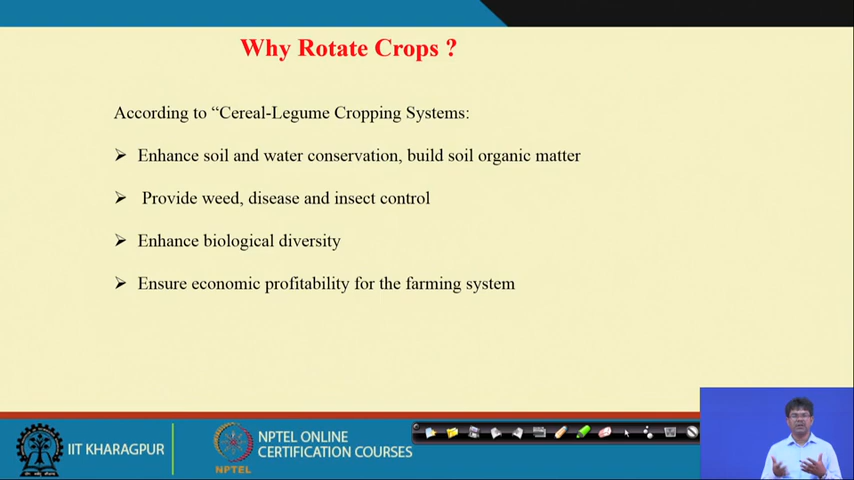 Why Rotate Crops ?
According to “Cereal-Legume Cropping Systems:
➢ Enhance soil and water conservation, build soil organic matter
➢ Provide weed, disease and insect control
➢ Enhance biological diversity
➢ Ensure economic profitability for the farming system
IIT KHARAGPUR
NPTEL
NPTEL ONLINE
CERTIFICATION COURSES